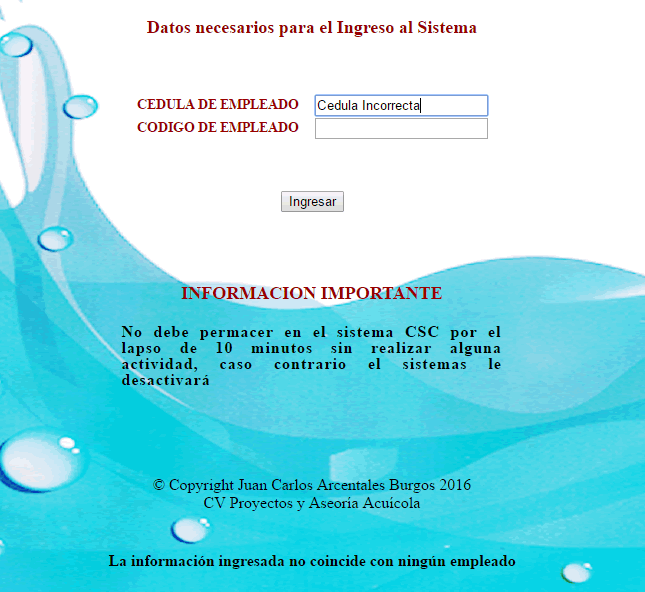 Datos necesarios para el Ingreso al Sistema
CEDULA DE EMPLEADO Cedula Incorrecta
CODIGO DE EMPLEADO
Ingresar
INFORMACION IMPORTANTE
No debe permacer en el sistema CSC por el
lapso de 10 minutos sin realizar alguna
actividad, caso contrario el sistemas le
desactivará
© Copyright Juan Carlos Arcentales Burgos 2016
CV Proyectos y Aseoría Acuícola
La información ingresada no coincide con ningún empleado